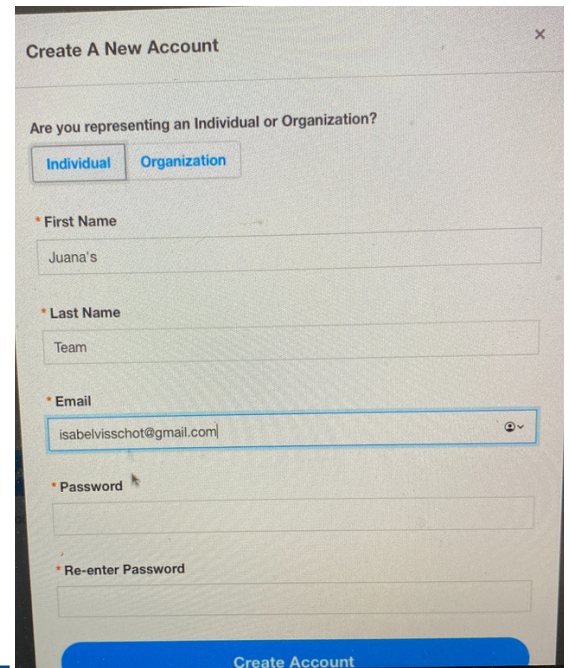 Create A New Account
×
Are you representing an Individual or Organization?
Individual Organization
* First Name
Juana's
* Last Name
Team
* Email
isabelvisschot@gmail.com
* Password
* Re-enter Password
Create Account